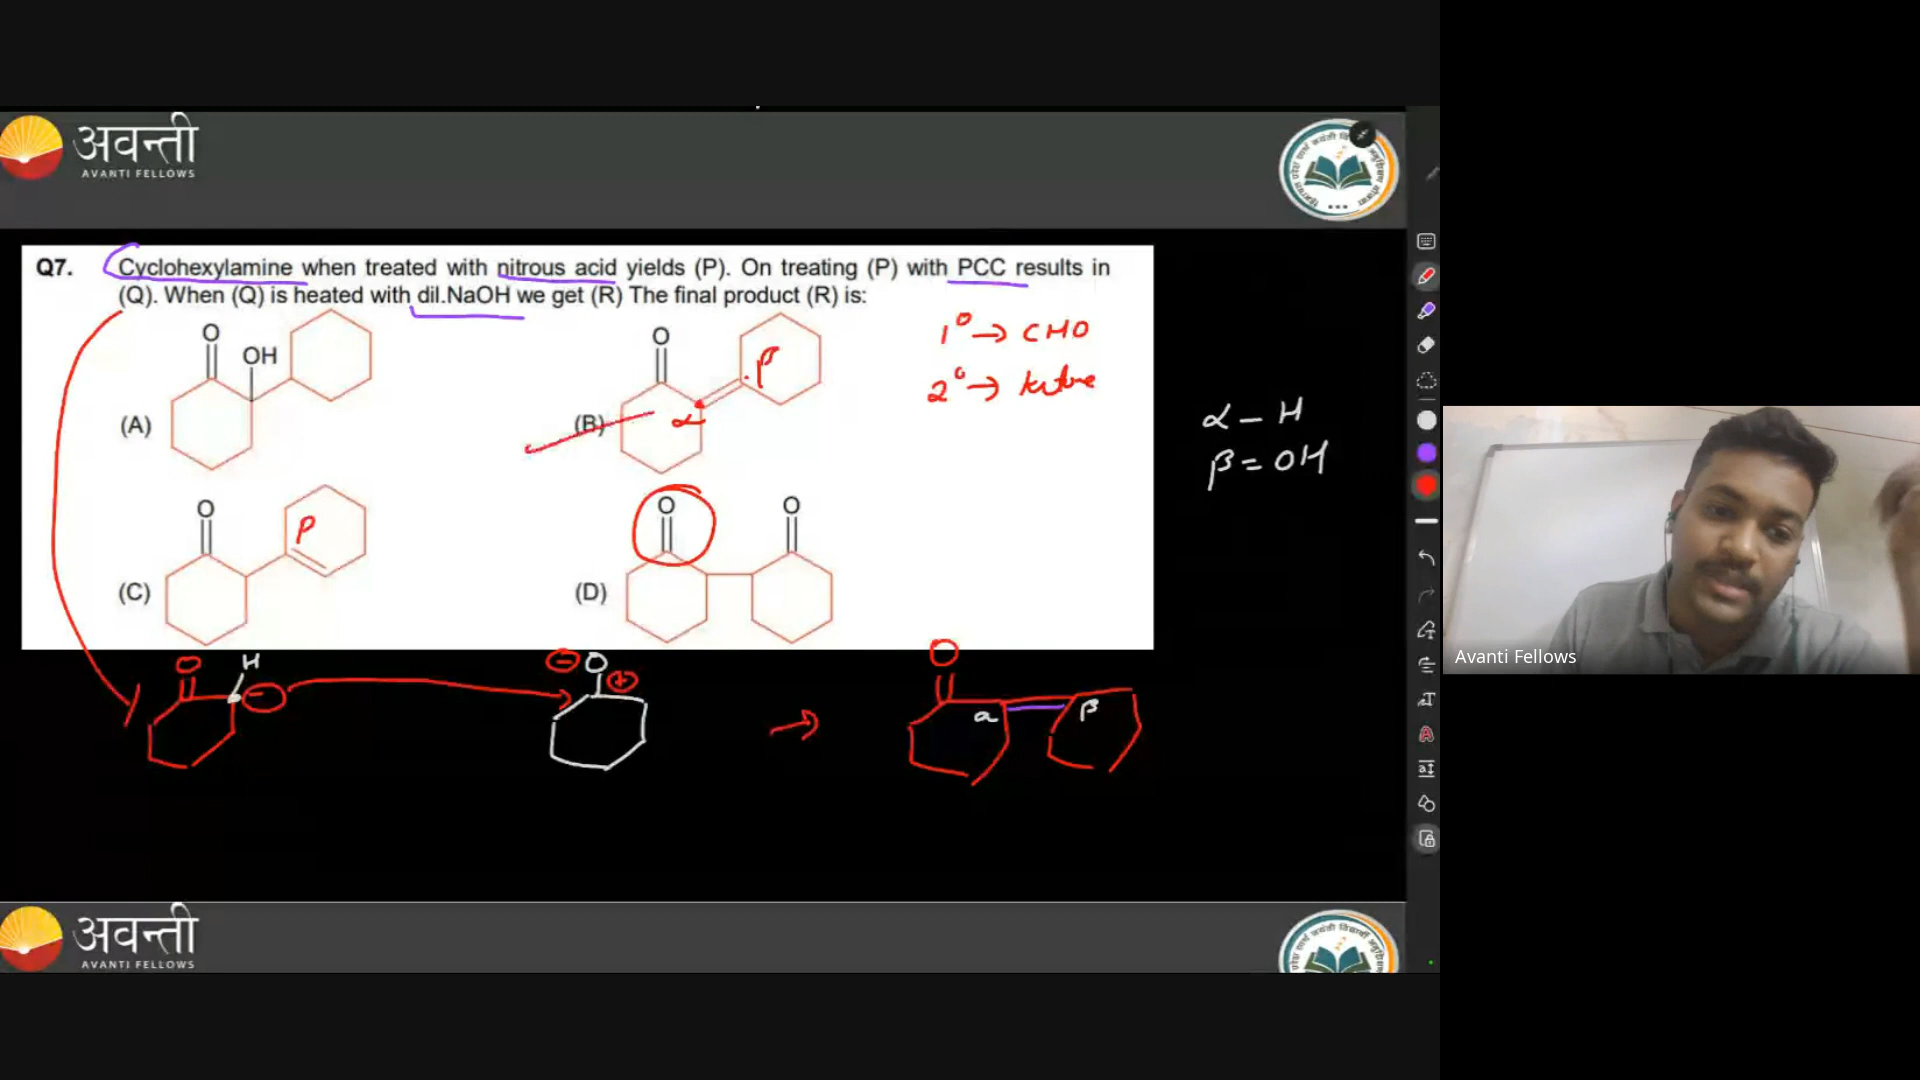 अवन्ती
AVANTI FELLOWS
Q7. Cyclohexylamine when treated with nitrous acid yields (P). On treating (P) with PCC results in
(Q). When (Q) is heated with dil.NaOH we get (R) The final product (R) is:
O
OH
(A)
O
β
α
(B)
1° → CHO
2° → ketone
α – H
β = OH
O
P
(C)
O
O
(D)
O
H
–
– O
+
→
O
α
β
Avanti Fellows
अवन्ती
AVANTI FELLOWS